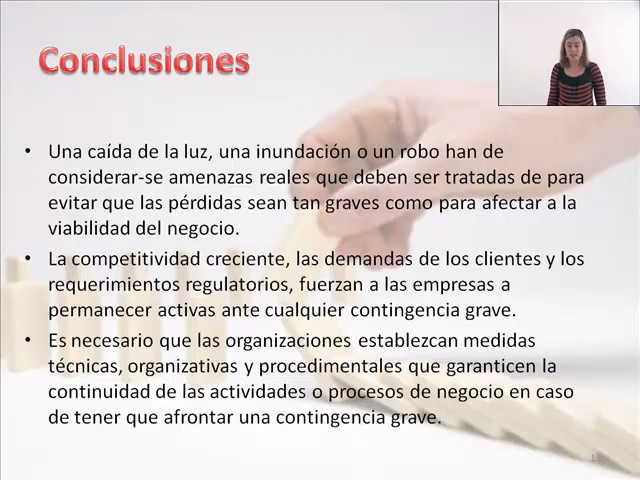 Conclusiones
• Una caída de la luz, una inundación o un robo han de
considerar-se amenazas reales que deben ser tratadas de para
evitar que las pérdidas sean tan graves como para afectar a la
viabilidad del negocio.
• La competitividad creciente, las demandas de los clientes y los
requerimientos regulatorios, fuerzan a las empresas a
permanecer activas ante cualquier contingencia grave.
• Es necesario que las organizaciones establezcan medidas
técnicas, organizativas y procedimentales que garanticen la
continuidad de las actividades o procesos de negocio en caso
de tener que afrontar una contingencia grave.